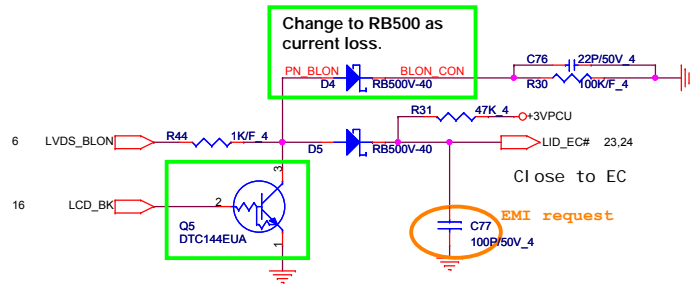 Change to RB500 as
current loss.
C76 22P/50V_4
PN_BLON BLON_CON
D4 RB500V-40
R30 100K/F_4
R31 47K_4
+3VPCU
6 LVDS_BLON R44 1K/F_4
D5 RB500V-40
LID_EC# 23,24
3
Close to EC
16 LCD_BK 2
EMI request
Q5
DTC144EUA
1
C77
100P/50V_4